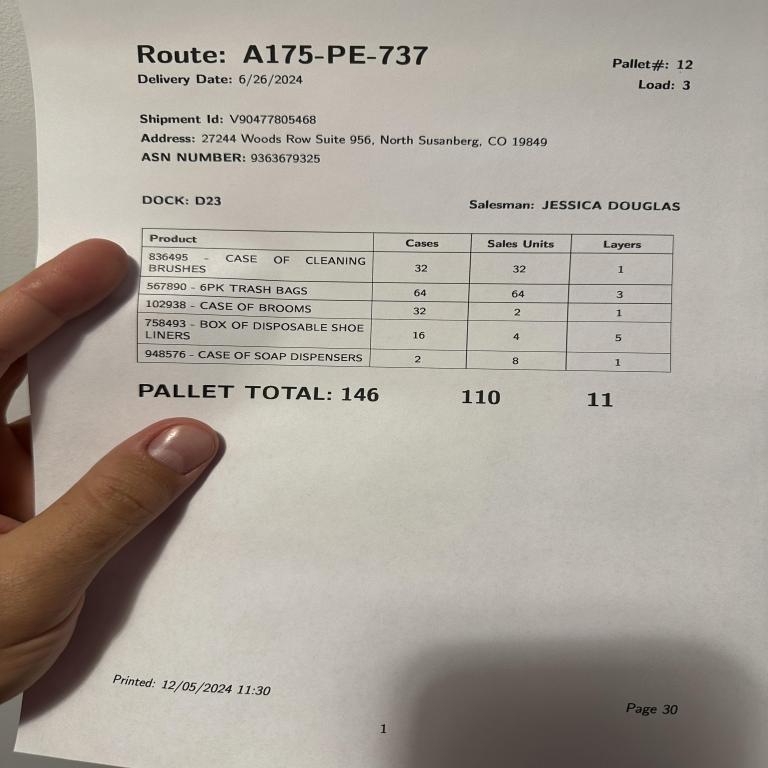 Route: A175-PE-737
Pallet#: 12
Delivery Date: 6/26/2024
Load: 3
Shipment Id: V90477805468
Address: 27244 Woods Row Suite 956, North Susanberg, CO 19849
ASN NUMBER: 9363679325
DOCK: D23
Salesman: JESSICA DOUGLAS
Product Cases Sales Units Layers
836495 - CASE OF CLEANING
BRUSHES 32 32 1
567890 - 6PK TRASH BAGS 64 64 3
102938 - CASE OF BROOMS 32 2 1
758493 - BOX OF DISPOSABLE SHOE
LINERS 16 4 5
948576 - CASE OF SOAP DISPENSERS 2 8 1
PALLET TOTAL: 146 110 11
Printed: 12/05/2024 11:30
Page 30
1